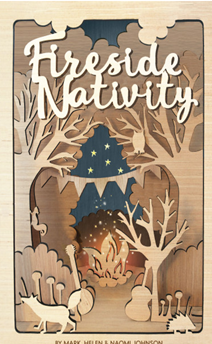 Fireside
Nativity
BY MARK, HELEN & NAOMI JOHNSON